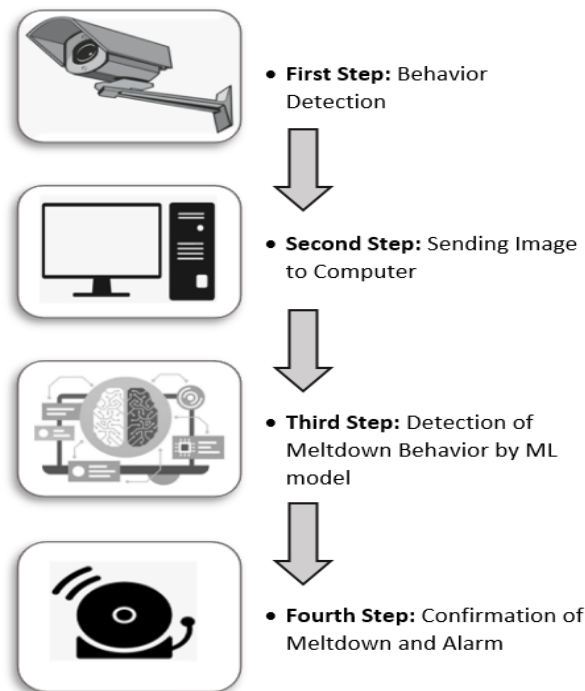 • First Step: Behavior
Detection
• Second Step: Sending Image
to Computer
• Third Step: Detection of
Meltdown Behavior by ML
model
• Fourth Step: Confirmation of
Meltdown and Alarm